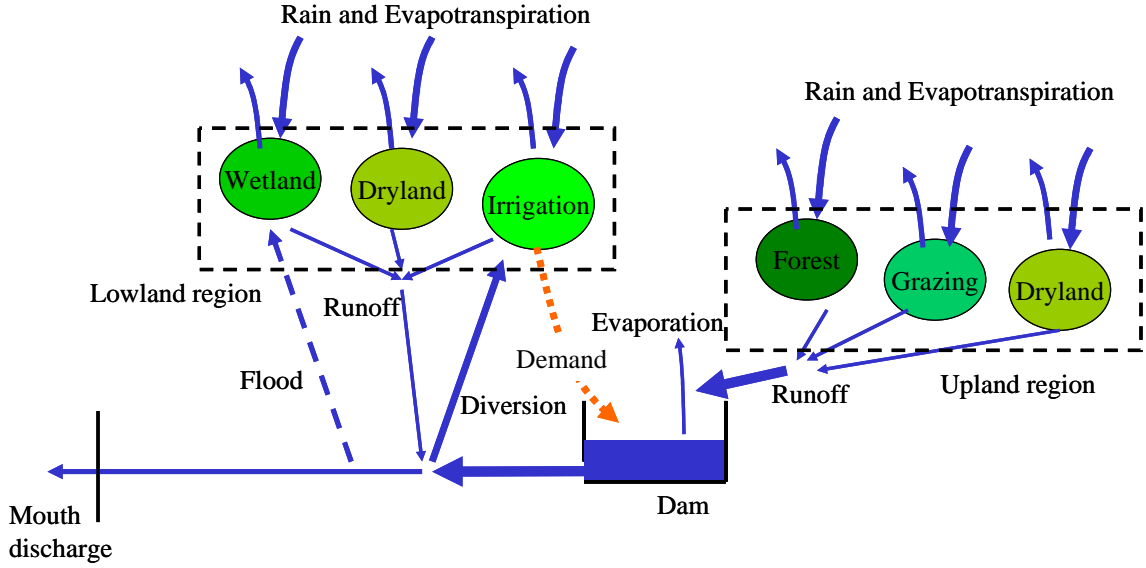 Rain and Evapotranspiration
Rain and Evapotranspiration
Wetland
Dryland
Irrigation
Forest
Grazing
Dryland
Lowland region
Runoff
Evaporation
Demand
Flood
Diversion
Runoff
Upland region
Dam
Mouth
discharge